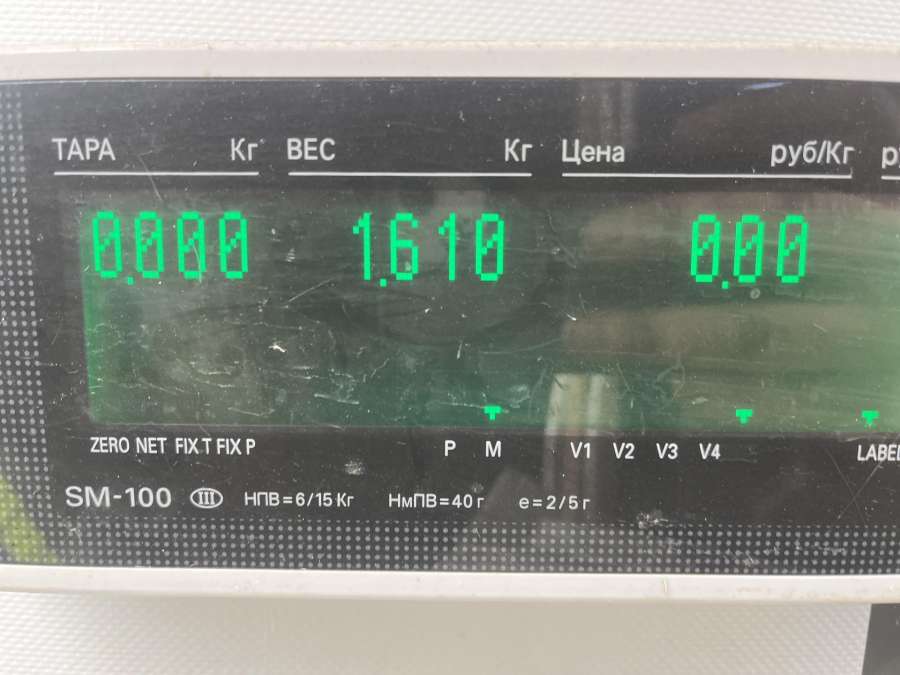 ТАРА Кг ВЕС Кг Цена руб/Кг
0.000 1.610 0.00
ZERO NET FIX T FIX P P M V1 V2 V3 V4
SM-100 III НПВ=6/15 Кг НмПВ=40 г e=2/5 г